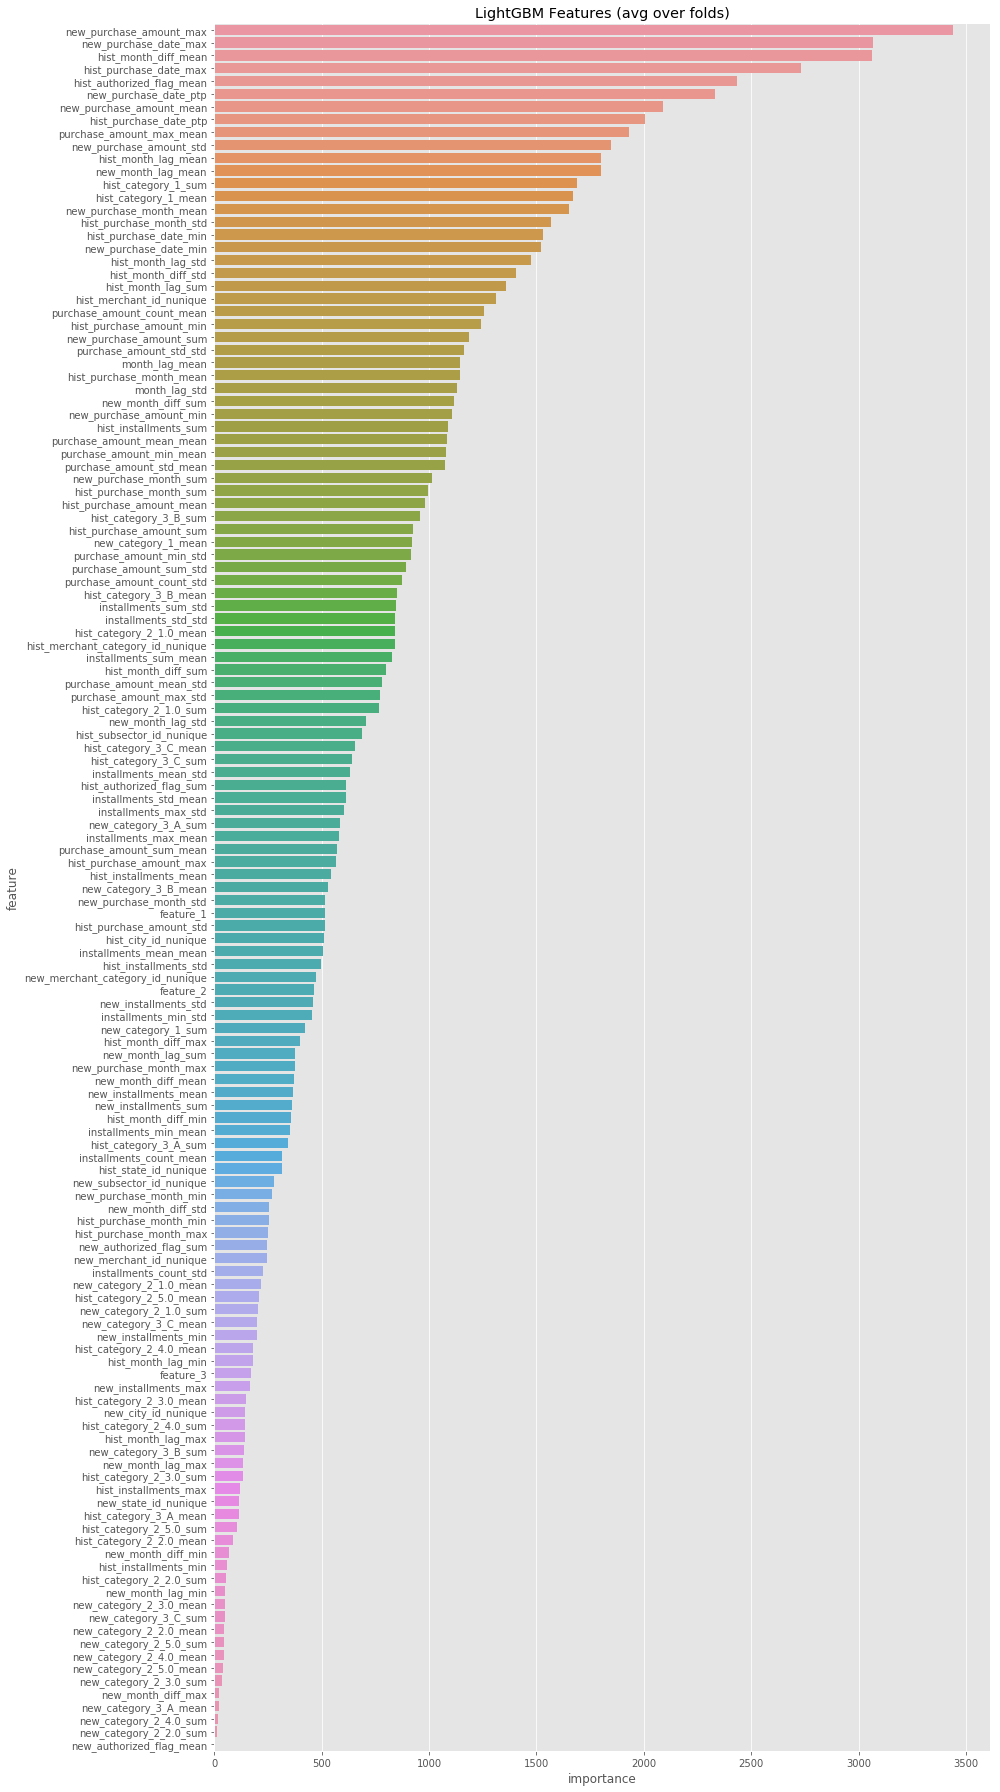 LightGBM Features (avg over folds)
new_purchase_amount_max
new_purchase_date_max
hist_month_diff_mean
hist_purchase_date_max
hist_authorized_flag_mean
new_purchase_date_ptp
new_purchase_amount_mean
hist_purchase_date_ptp
purchase_amount_max_mean
new_purchase_amount_std
hist_month_lag_mean
new_month_lag_mean
hist_category_1_sum
hist_category_1_mean
new_purchase_month_mean
hist_purchase_month_std
hist_purchase_date_min
new_purchase_date_min
hist_month_lag_std
hist_month_diff_std
hist_month_lag_sum
hist_merchant_id_nunique
purchase_amount_count_mean
hist_purchase_amount_min
new_purchase_amount_sum
purchase_amount_std_std
month_lag_mean
hist_purchase_month_mean
month_lag_std
new_month_diff_sum
new_purchase_amount_min
hist_installments_sum
purchase_amount_mean_mean
purchase_amount_min_mean
purchase_amount_std_mean
new_purchase_month_sum
hist_purchase_month_sum
hist_purchase_amount_mean
hist_category_3_B_sum
hist_purchase_amount_sum
new_category_1_mean
purchase_amount_min_std
purchase_amount_sum_std
purchase_amount_count_std
hist_category_3_B_mean
installments_sum_std
installments_std_std
hist_category_2_1.0_mean
hist_merchant_category_id_nunique
installments_sum_mean
hist_month_diff_sum
purchase_amount_mean_std
purchase_amount_max_std
hist_category_2_1.0_sum
new_month_lag_std
hist_subsector_id_nunique
hist_category_3_C_mean
hist_category_3_C_sum
installments_mean_std
hist_authorized_flag_sum
installments_std_mean
installments_max_std
new_category_3_A_sum
installments_max_mean
purchase_amount_sum_mean
hist_purchase_amount_max
hist_installments_mean
new_category_3_B_mean
new_purchase_month_std
feature_1
hist_purchase_amount_std
hist_city_id_nunique
installments_mean_mean
hist_installments_std
new_merchant_category_id_nunique
feature_2
new_installments_std
installments_min_std
new_category_1_sum
hist_month_diff_max
new_month_lag_sum
new_purchase_month_max
new_month_diff_mean
new_installments_mean
new_installments_sum
hist_month_diff_min
installments_min_mean
hist_category_3_A_sum
installments_count_mean
hist_state_id_nunique
new_subsector_id_nunique
new_purchase_month_min
new_month_diff_std
hist_purchase_month_min
hist_purchase_month_max
new_authorized_flag_sum
new_merchant_id_nunique
installments_count_std
new_category_2_1.0_mean
hist_category_2_5.0_mean
new_category_2_1.0_sum
new_category_3_C_mean
new_installments_min
hist_category_2_4.0_mean
hist_month_lag_min
feature_3
new_installments_max
hist_category_2_3.0_mean
new_city_id_nunique
hist_category_2_4.0_sum
hist_month_lag_max
new_category_3_B_sum
new_month_lag_max
hist_category_2_3.0_sum
hist_installments_max
new_state_id_nunique
hist_category_3_A_mean
hist_category_2_5.0_sum
hist_category_2_2.0_mean
new_month_diff_min
hist_installments_min
hist_category_2_2.0_sum
new_month_lag_min
new_category_2_3.0_mean
new_category_3_C_sum
new_category_2_2.0_mean
new_category_2_5.0_sum
new_category_2_4.0_mean
new_category_2_5.0_mean
new_category_2_3.0_sum
new_month_diff_max
new_category_3_A_mean
new_category_2_4.0_sum
new_category_2_2.0_sum
new_authorized_flag_mean
feature
0 500 1000 1500 2000 2500 3000 3500
importance